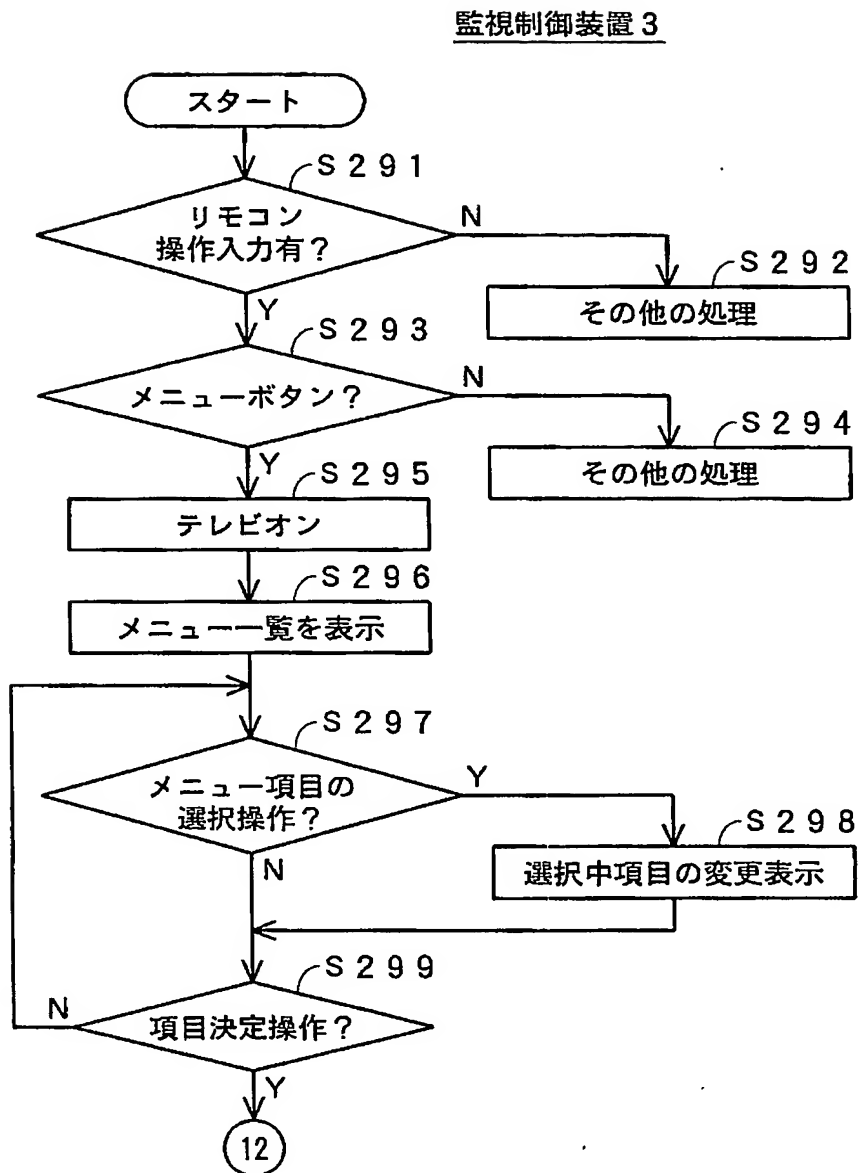 監視制御装置３
スタート
Ｓ２９１
リモコン
操作入力有？
N
Y
Ｓ２９２
その他の処理
Ｓ２９３
メニューボタン？
N
Y
Ｓ２９４
その他の処理
Ｓ２９５
テレビオン
Ｓ２９６
メニュー一覧を表示
Ｓ２９７
メニュー項目の
選択操作？
Y
N
Ｓ２９８
選択中項目の変更表示
Ｓ２９９
項目決定操作？
N
Y
12